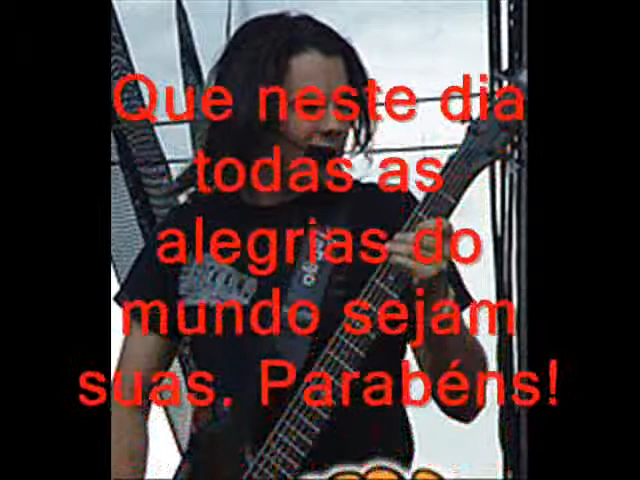 Que neste dia
todas as
alegrias do
mundo sejam
suas. Parabéns!